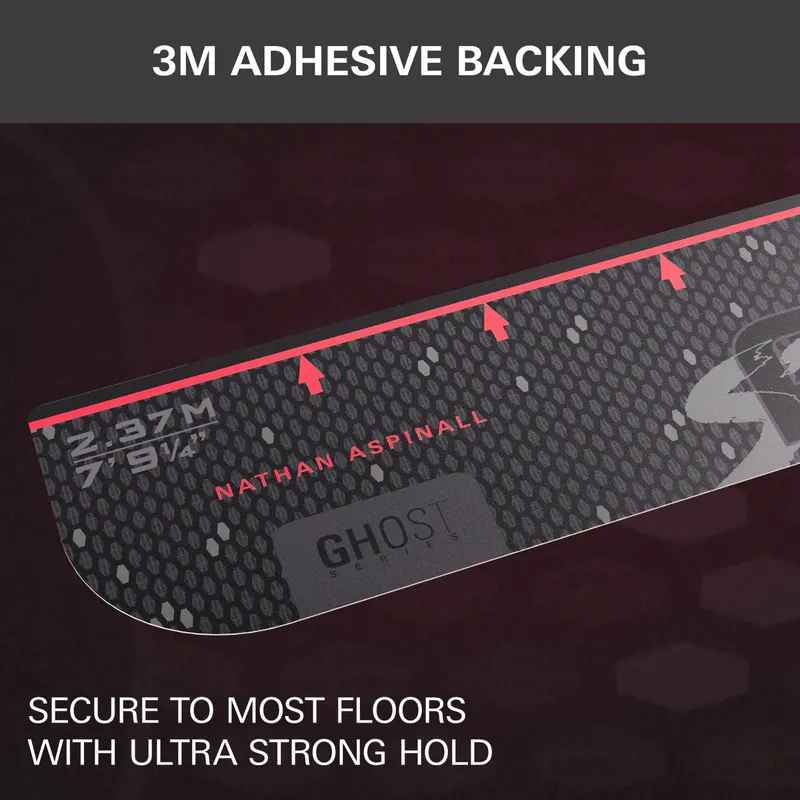 3M ADHESIVE BACKING
2.37M
7' 9¼"
NATHAN ASPINALL
GHOST
SERIES
SECURE TO MOST FLOORS
WITH ULTRA STRONG HOLD